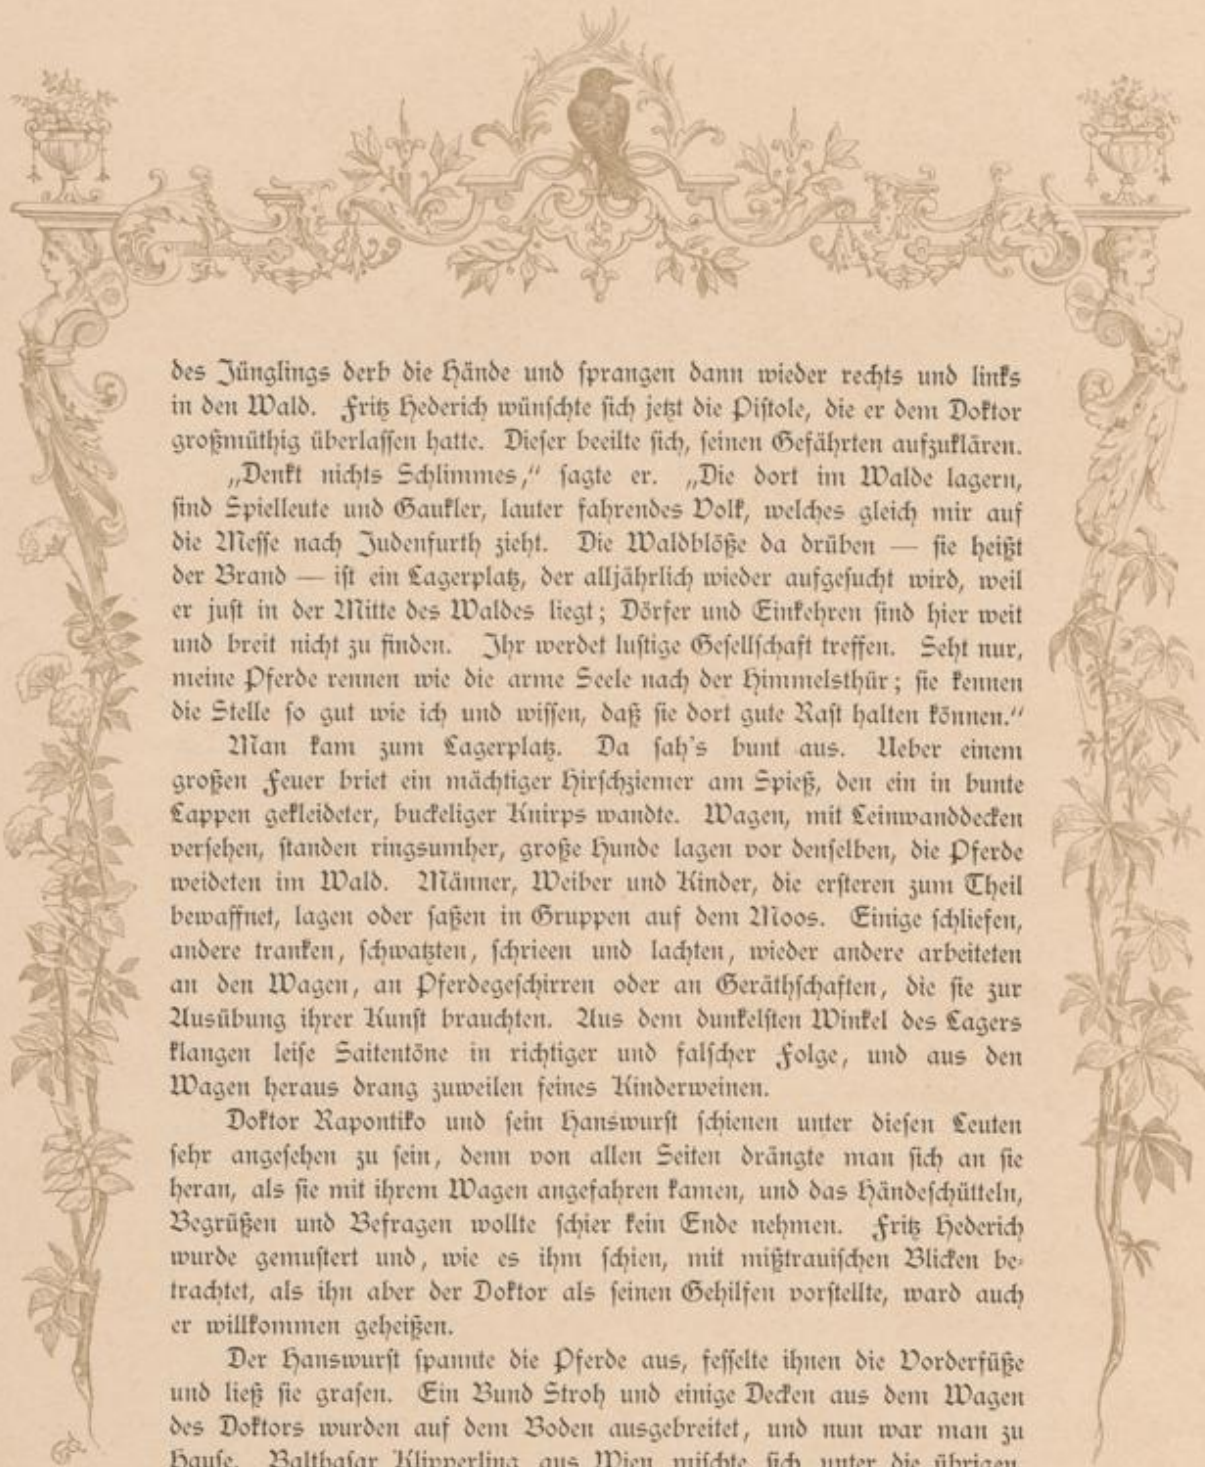 des Jünglings derb die Hände und sprangen dann wieder rechts und links
in den Wald. Fritz Hederich wünschte sich jetzt die Pistole, die er dem Doktor
großmüthig überlassen hatte. Dieser beeilte sich, seinen Gefährten aufzuklären.
„Denkt nichts Schlimmes,“ sagte er. „Die dort im Walde lagern,
sind Spielleute und Gaukler, lauter fahrendes Volk, welches gleich mir auf
die Messe nach Judenfurth zieht. Die Waldblöße da drüben — sie heißt
der Brand — ist ein Lagerplatz, der alljährlich wieder aufgesucht wird, weil
er just in der Mitte des Waldes liegt; Dörfer und Einkehren sind hier weit
und breit nicht zu finden. Ihr werdet lustige Gesellschaft treffen. Seht nur,
meine Pferde rennen wie die arme Seele nach der Himmelsthür; sie kennen
die Stelle so gut wie ich und wissen, daß sie dort gute Rast halten können.“
Man kam zum Lagerplatz. Da sah's bunt aus. Ueber einem
großen Feuer briet ein mächtiger Hirschziemer am Spieß, den ein in bunte
Lappen gekleideter, buckeliger Knirps wandte. Wagen, mit Leinwanddecken
versehen, standen ringsumher, große Hunde lagen vor denselben, die Pferde
weideten im Wald. Männer, Weiber und Kinder, die ersteren zum Theil
bewaffnet, lagen oder saßen in Gruppen auf dem Moos. Einige schliefen,
andere tranken, schwatzten, schrieen und lachten, wieder andere arbeiteten
an den Wagen, an Pferdegeschirren oder an Geräthschaften, die sie zur
Ausübung ihrer Kunst brauchten. Aus dem dunkelsten Winkel des Lagers
klangen leise Saitentöne in richtiger und falscher Folge, und aus den
Wagen heraus drang zuweilen feines Kinderweinen.
Doktor Rapontiko und sein Hanswurst schienen unter diesen Leuten
sehr angesehen zu sein, denn von allen Seiten drängte man sich an sie
heran, als sie mit ihrem Wagen angefahren kamen, und das Händeschütteln,
Begrüßen und Befragen wollte schier kein Ende nehmen. Fritz Hederich
wurde gemustert und, wie es ihm schien, mit mißtrauischen Blicken be-
trachtet, als ihn aber der Doktor als seinen Gehilfen vorstellte, ward auch
er willkommen geheißen.
Der Hanswurst spannte die Pferde aus, fesselte ihnen die Vorderfüße
und ließ sie grasen. Ein Bund Stroh und einige Decken aus dem Wagen
des Doktors wurden auf dem Boden ausgebreitet, und nun war man zu
Hause. Balthasar Klipperling aus Wien mischte sich unter die übrigen